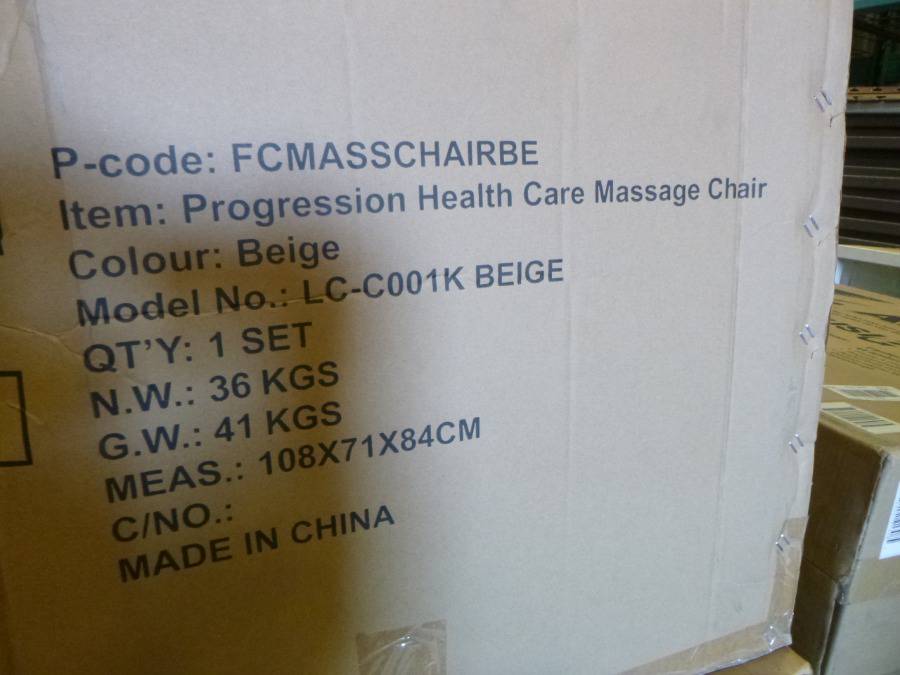 P-code: FCMASSCHAIRBE
Item: Progression Health Care Massage Chair
Colour: Beige
Model No.: LC-C001K BEIGE
QT'Y: 1 SET
N.W.: 36 KGS
G.W.: 41 KGS
MEAS.: 108X71X84CM
C/NO.:
MADE IN CHINA